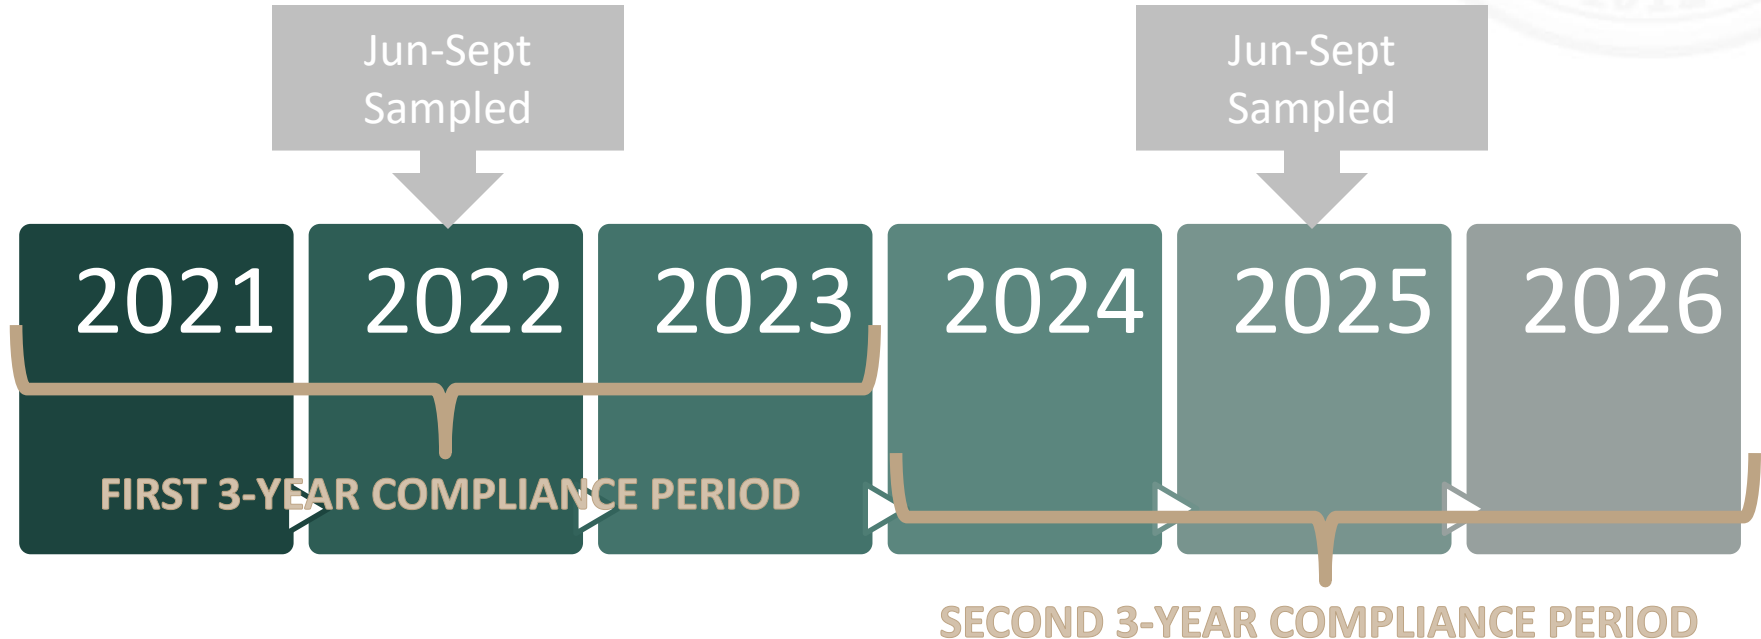 Jun-Sept
Sampled
Jun-Sept
Sampled
2021
2022
2023
2024
2025
2026
FIRST 3-YEAR COMPLIANCE PERIOD
SECOND 3-YEAR COMPLIANCE PERIOD